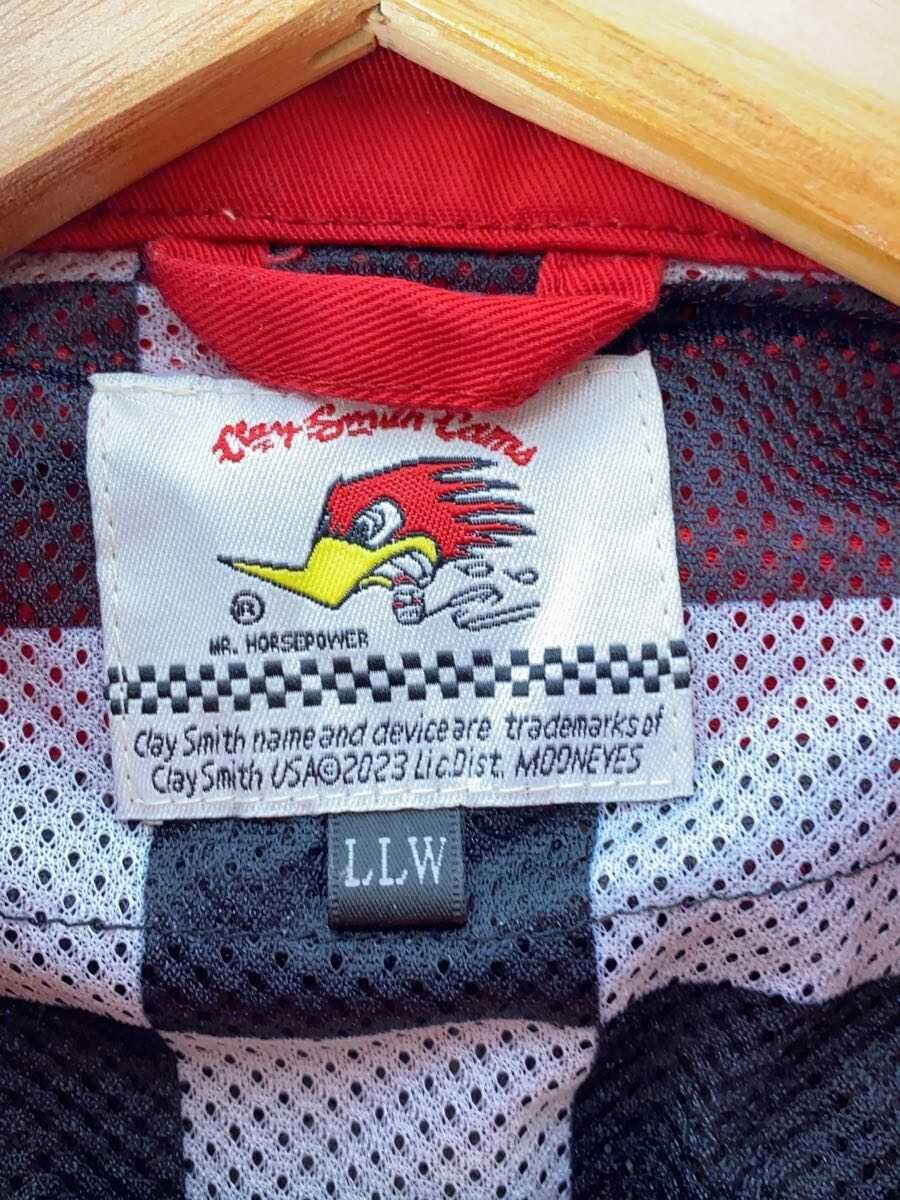 Clay Smith Cams
®
MR. HORSEPOWER
Clay Smith name and device are trademarks of
Clay Smith USA©2023 Lic.Dist. MOONEYES
LLW